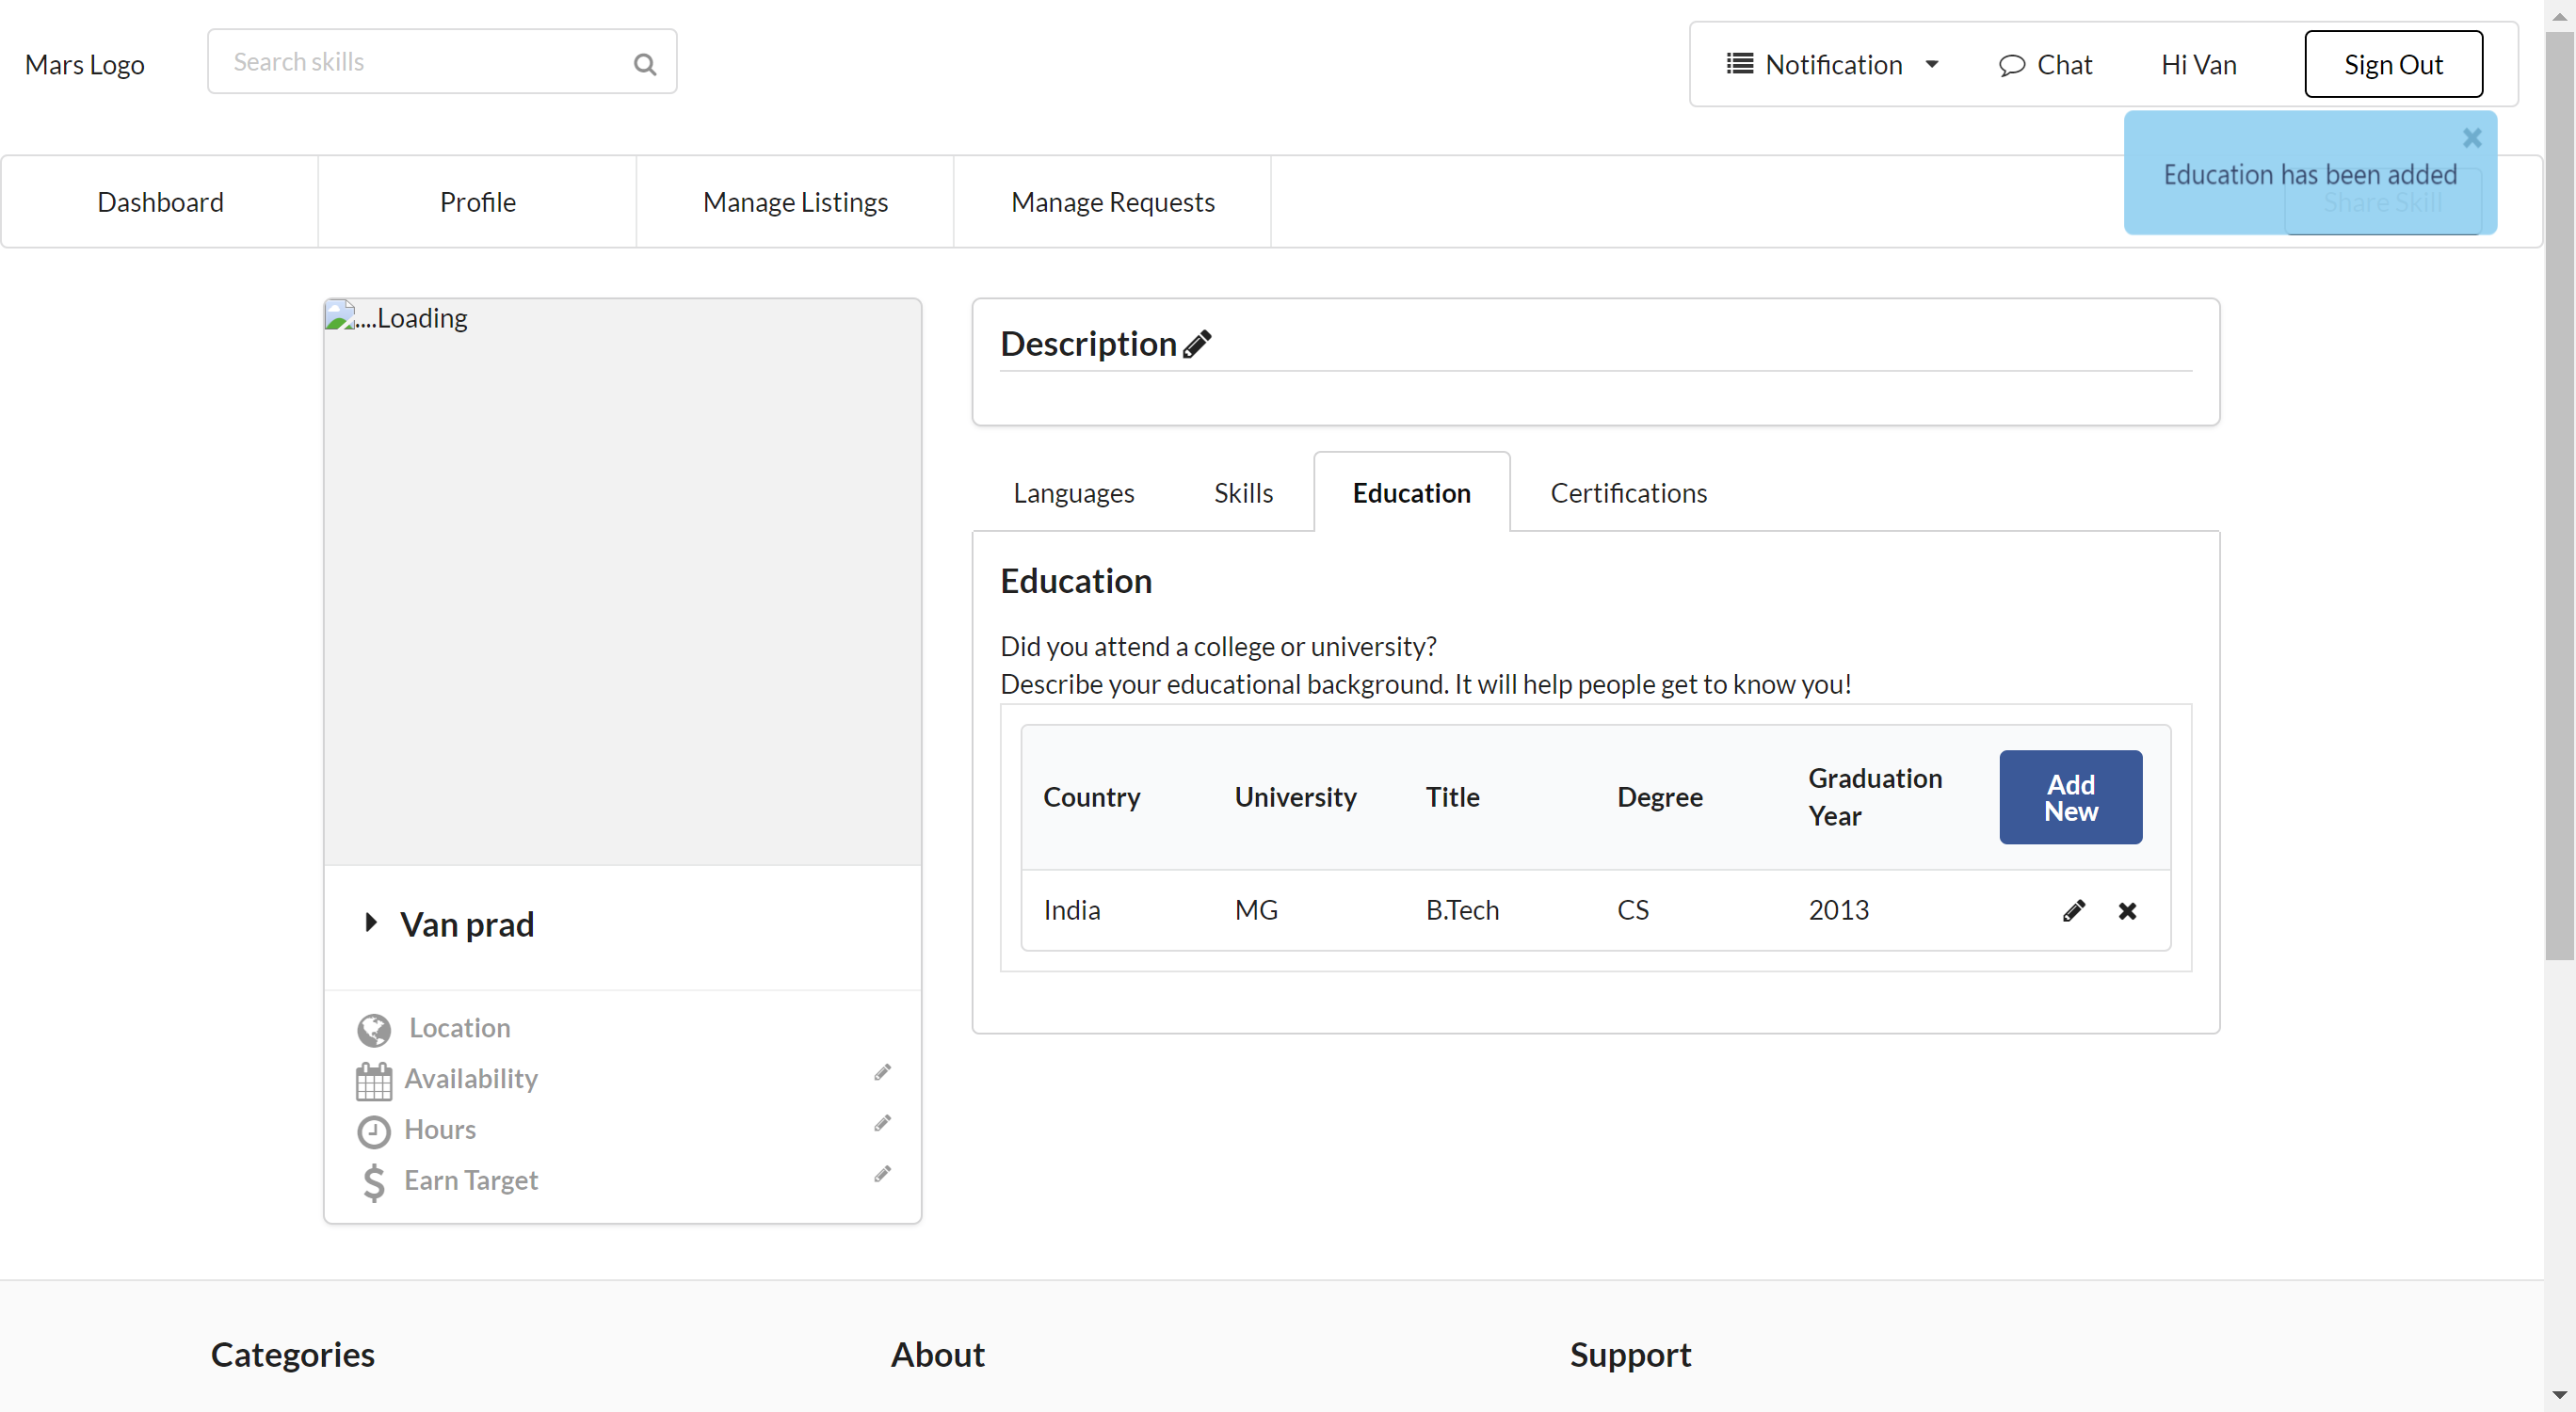 Mars Logo
Search skills
Notification
Chat
Hi Van
Sign Out
Education has been added
Share Skill
Dashboard
Profile
Manage Listings
Manage Requests
....Loading
Description
Languages
Skills
Education
Certifications
Education
Did you attend a college or university?
Describe your educational background. It will help people get to know you!
Country
University
Title
Degree
Graduation
Year
Add
New
India
MG
B.Tech
CS
2013
Van prad
Location
Availability
Hours
Earn Target
Categories
About
Support